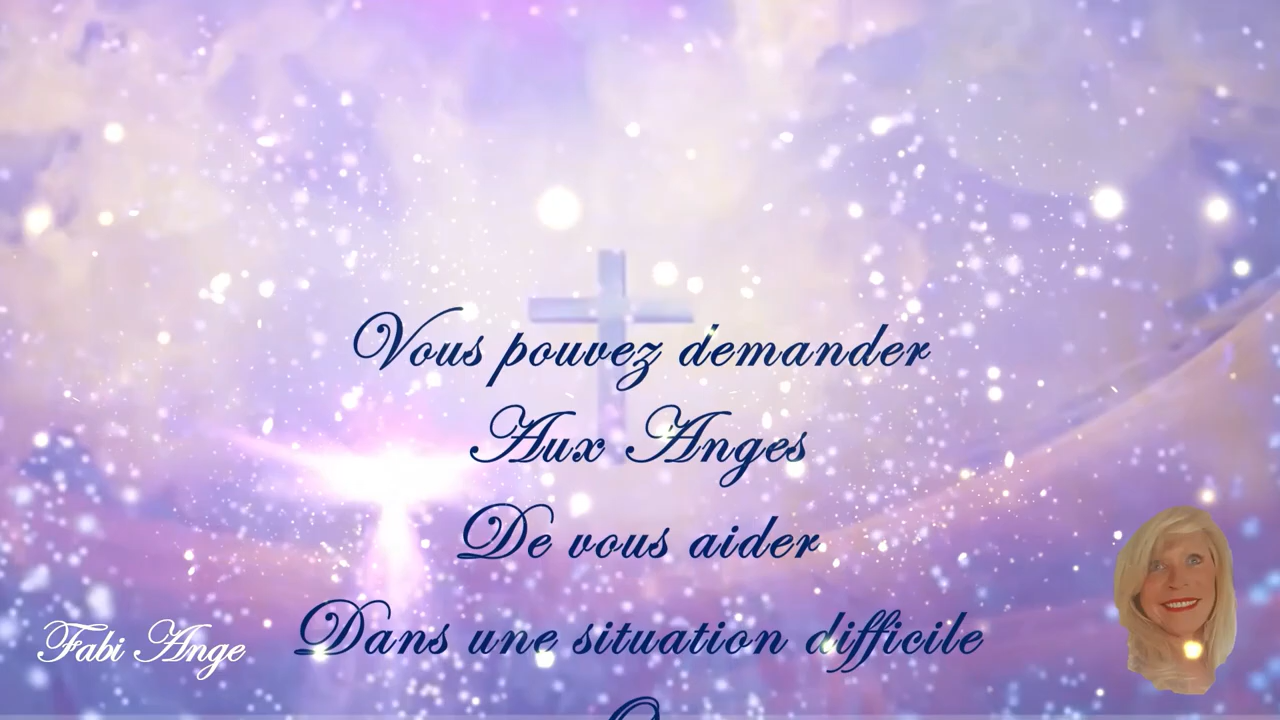 Vous pouvez demander
Aux Anges
De vous aider
Dans une situation difficile
Fabi Ange